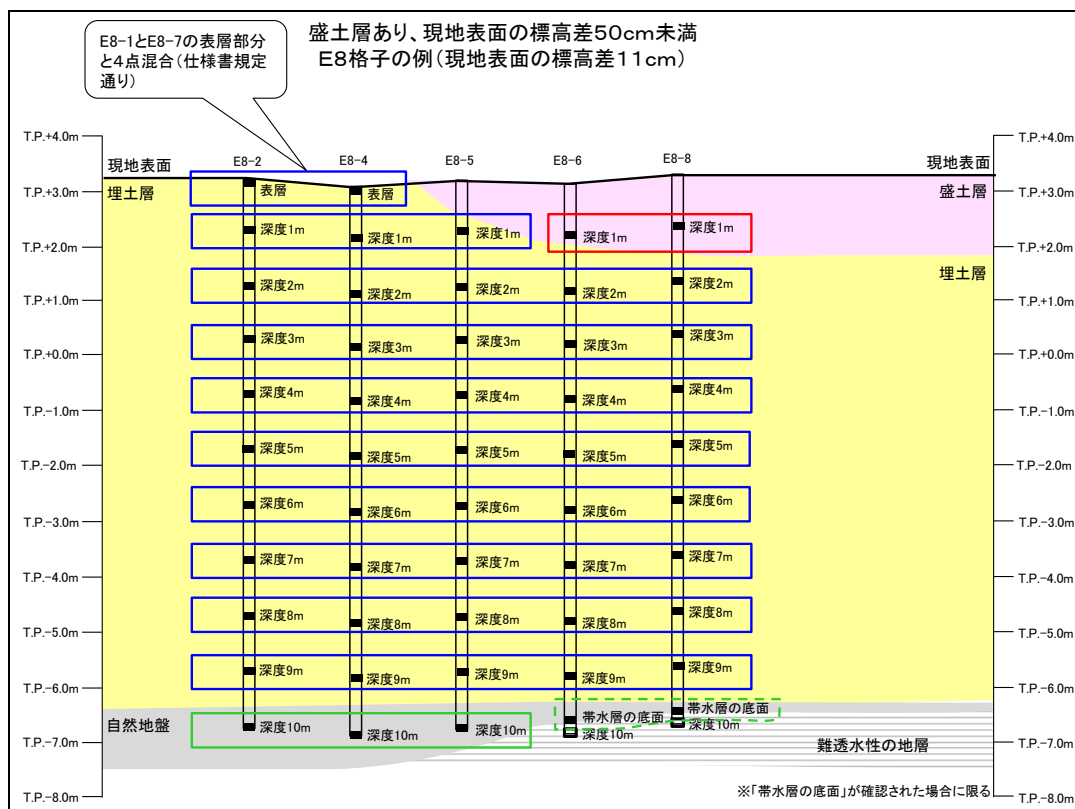 盛土層あり、現地表面の標高差50cm未満
E8格子の例(現地表面の標高差11cm)
E8-1とE8-7の表層部分
と4点混合(仕様書規定
通り)
T.P.+4.0m
T.P.+4.0m
E8-2
E8-4
E8-5
E8-6
E8-8
現地表面
現地表面
T.P.+3.0m
埋土層
表層
表層
盛土層
T.P.+3.0m
深度1m
深度1m
深度1m
深度1m
深度1m
T.P.+2.0m
T.P.+2.0m
埋土層
深度2m
深度2m
深度2m
深度2m
深度2m
T.P.+1.0m
T.P.+1.0m
深度3m
深度3m
深度3m
深度3m
深度3m
T.P.+0.0m
T.P.+0.0m
深度4m
深度4m
深度4m
深度4m
深度4m
T.P.-1.0m
T.P.-1.0m
深度5m
深度5m
深度5m
深度5m
深度5m
T.P.-2.0m
T.P.-2.0m
深度6m
深度6m
深度6m
深度6m
深度6m
T.P.-3.0m
T.P.-3.0m
深度7m
深度7m
深度7m
深度7m
深度7m
T.P.-4.0m
T.P.-4.0m
深度8m
深度8m
深度8m
深度8m
深度8m
T.P.-5.0m
T.P.-5.0m
深度9m
深度9m
深度9m
深度9m
深度9m
T.P.-6.0m
T.P.-6.0m
自然地盤
帯水層の底面
帯水層の底面
深度10m
深度10m
深度10m
深度10m
深度10m
T.P.-7.0m
難透水性の地層
T.P.-7.0m
※「帯水層の底面」が確認された場合に限る
T.P.-8.0m
T.P.-8.0m